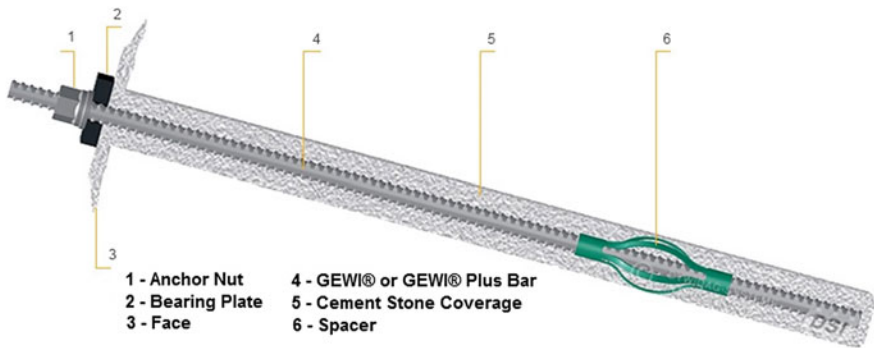 2
1
4
5
6
3
1 - Anchor Nut
2 - Bearing Plate
3 - Face
4 - GEWI® or GEWI® Plus Bar
5 - Cement Stone Coverage
6 - Spacer
DSI